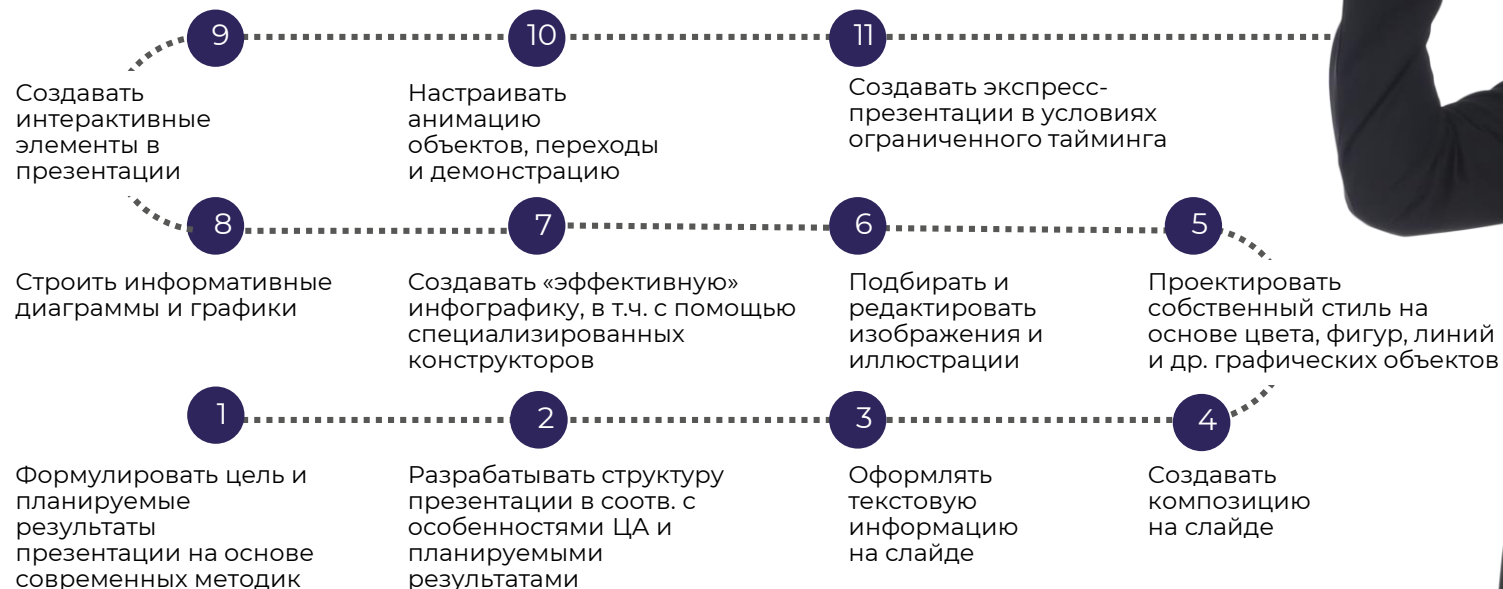 9
10
11
Создавать
интерактивные
элементы в
презентации
Настраивать
анимацию
объектов, переходы
и демонстрацию
Создавать экспресс-
презентации в условиях
ограниченного тайминга
8
7
6
5
Строить информативные
диаграммы и графики
Создавать «эффективную»
инфографику, в т.ч. с помощью
специализированных
конструкторов
Подбирать и
редактировать
изображения и
иллюстрации
Проектировать
собственный стиль на
основе цвета, фигур, линий
и др. графических объектов
1
2
3
4
Формулировать цель и
планируемые
результаты
презентации на основе
современных методик
Разрабатывать структуру
презентации в соотв. с
особенностями ЦА и
планируемыми
результатами
Оформлять
текстовую
информацию
на слайде
Создавать
композицию
на слайде